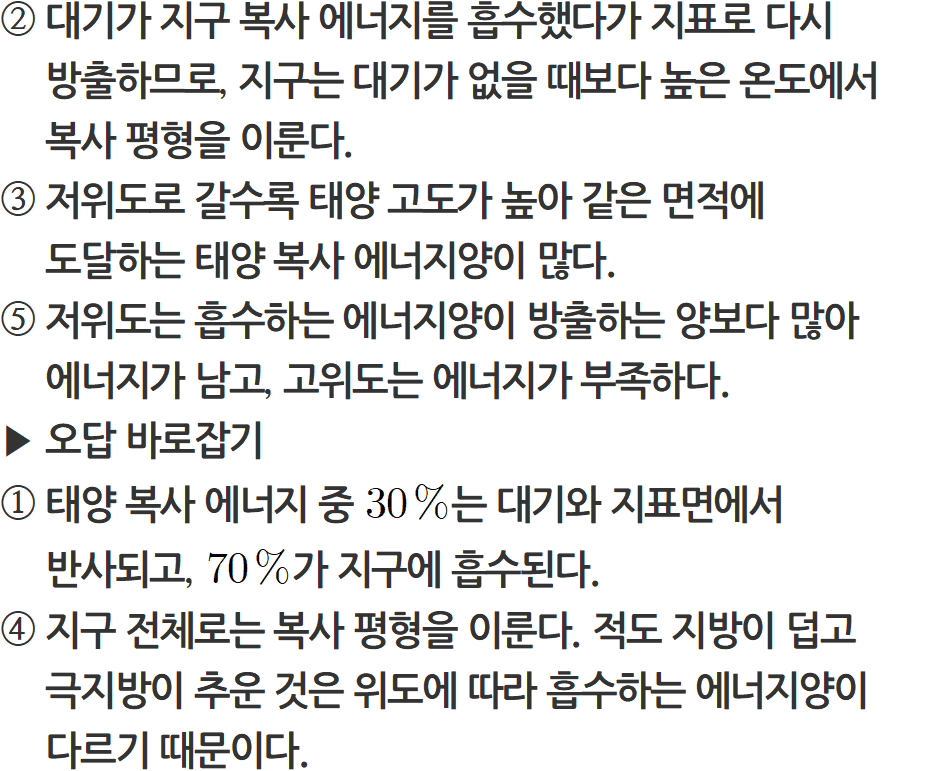 ② 대기가 지구 복사 에너지를 흡수했다가 지표로 다시
방출하므로, 지구는 대기가 없을 때보다 높은 온도에서
복사 평형을 이룬다.
③ 저위도로 갈수록 태양 고도가 높아 같은 면적에
도달하는 태양 복사 에너지양이 많다.
⑤ 저위도는 흡수하는 에너지양이 방출하는 양보다 많아
에너지가 남고, 고위도는 에너지가 부족하다.
▶ 오답 바로잡기
① 태양 복사 에너지 중 30%는 대기와 지표면에서
반사되고, 70%가 지구에 흡수된다.
④ 지구 전체로는 복사 평형을 이룬다. 적도 지방이 덥고
극지방이 추운 것은 위도에 따라 흡수하는 에너지양이
다르기 때문이다.